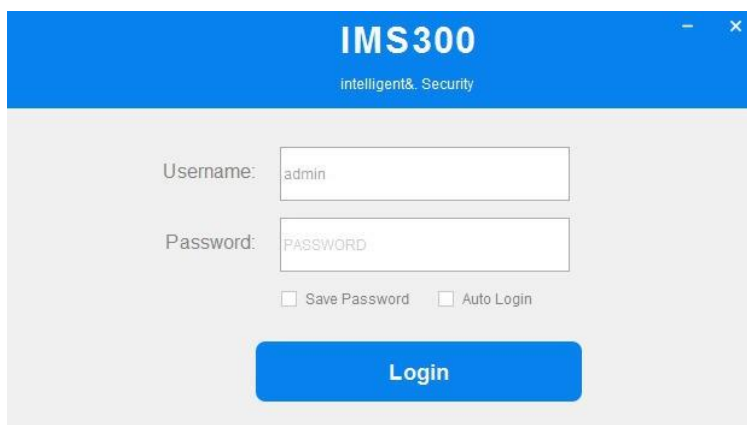 IMS300
intelligent&. Security
Username: admin
Password: PASSWORD
Save Password Auto Login
Login